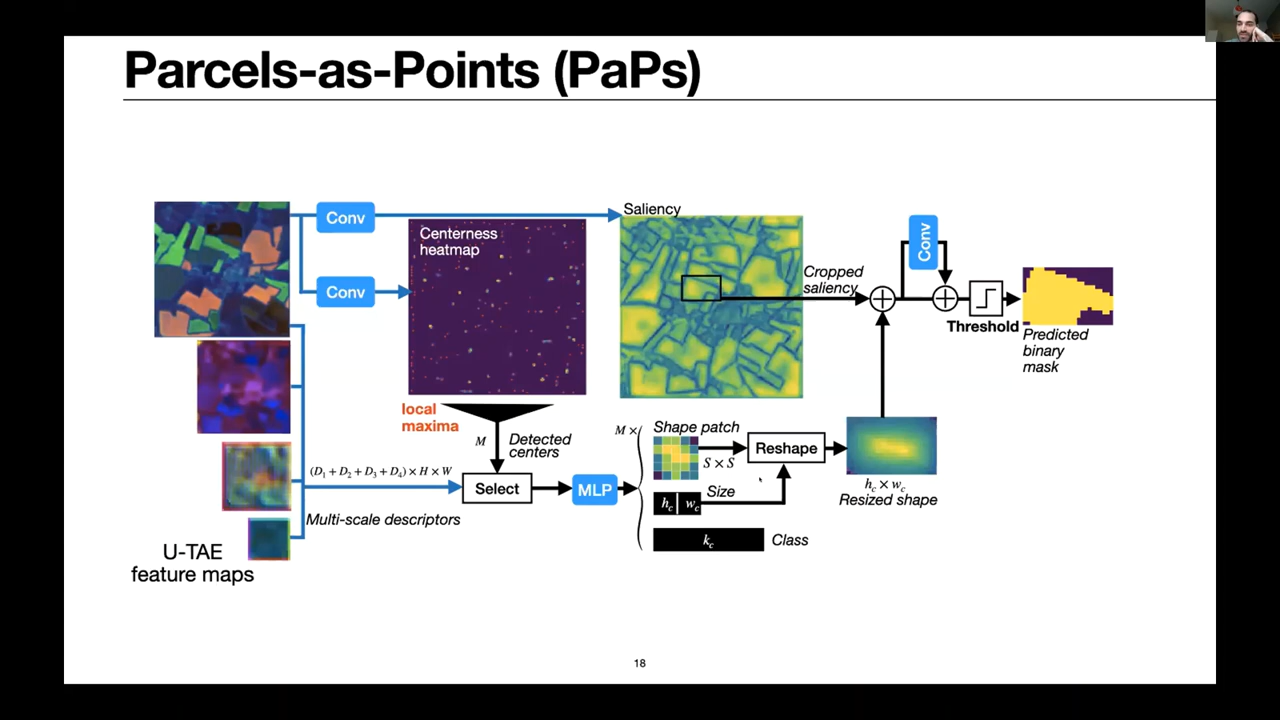 Parcels-as-Points (PaPs)
Conv
Conv
Centerness
heatmap
Saliency
Cropped
saliency
Conv
Threshold
Predicted
binary
mask
local
maxima
M
Detected
centers
(D₁ + D₂ + D₃ + D₄) × H × W
Select
MLP
Multi-scale descriptors
U-TAE
feature maps
M ×
Shape patch
S × S
Reshape
Size
h_c w_c
k_c
Class
h_c × w_c
Resized shape
18